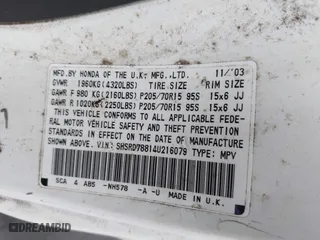 MFD.BY HONDA OF THE U.K. MFG.,LTD. 11/'03
GVWR 1960KG(4320LBS) TIRE SIZE RIM SIZE
GAWR F 980 KG(2160LBS) P205/70R15 95S 15x6 JJ
GAWR R 1020KG(2250LBS) P205/70R15 95S 15x6 JJ
THIS VEHICLE CONFORMS TO ALL APPLICABLE FEDE-
RAL MOTOR VEHICLE SAFETY, BUMPER, AND THEFT
PREVENTION STANDARDS IN EFFECT ON THE DATE OF MANUFACTURE
SHOWN ABOVE. V.I.N.: SHSRD78814U216079 TYPE: MPV
SCA 4 ABS -NH578 -A -U MADE IN U.K.